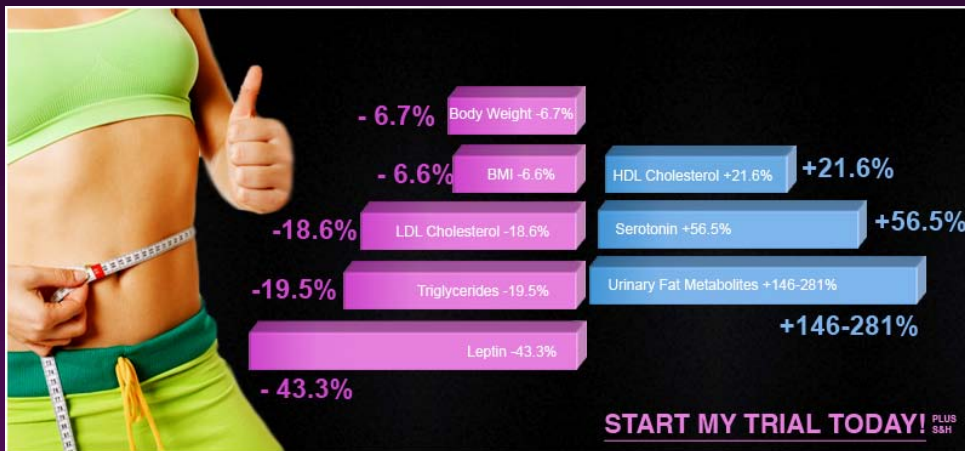 - 6.7%
Body Weight -6.7%
- 6.6%
BMI -6.6%
HDL Cholesterol +21.6%
+21.6%
-18.6%
LDL Cholesterol -18.6%
Serotonin +56.5%
+56.5%
-19.5%
Triglycerides -19.5%
Urinary Fat Metabolites +146-281%
+146-281%
Leptin -43.3%
- 43.3%
START MY TRIAL TODAY! PLUS
S&H